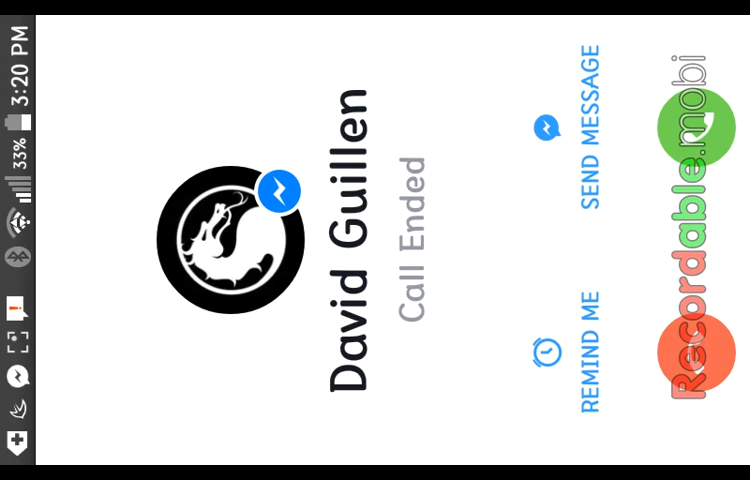 33% 3:20 PM
David Guillen
Call Ended
REMIND ME
SEND MESSAGE
Recordable.mobi